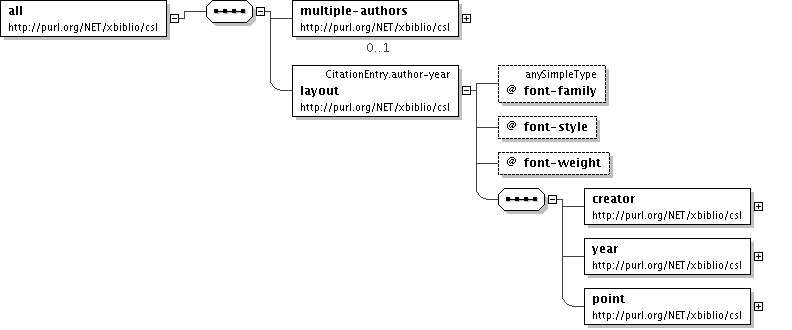 all
http://purl.org/NET/xbiblio/csl
multiple-authors
http://purl.org/NET/xbiblio/csl
0..1
CitationEntry.author-year
layout
http://purl.org/NET/xbiblio/csl
anySimpleType
@ font-family
@ font-style
@ font-weight
creator
http://purl.org/NET/xbiblio/csl
year
http://purl.org/NET/xbiblio/csl
point
http://purl.org/NET/xbiblio/csl